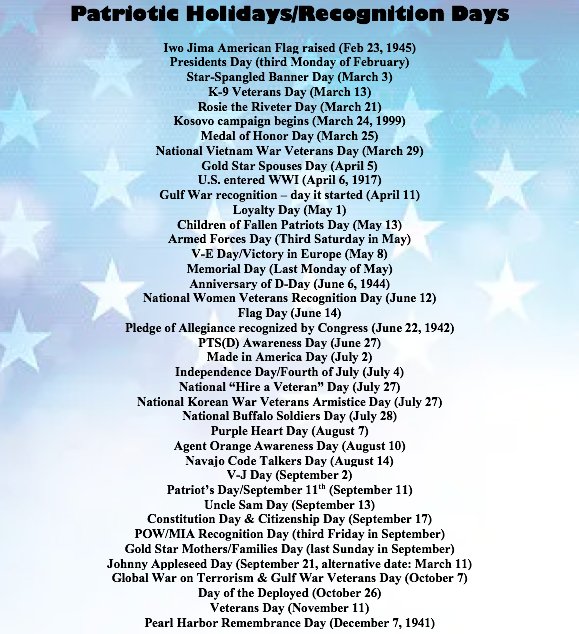 Patriotic Holidays/Recognition Days
Iwo Jima American Flag raised (Feb 23, 1945)
Presidents Day (third Monday of February)
Star-Spangled Banner Day (March 3)
K-9 Veterans Day (March 13)
Rosie the Riveter Day (March 21)
Kosovo campaign begins (March 24, 1999)
Medal of Honor Day (March 25)
National Vietnam War Veterans Day (March 29)
Gold Star Spouses Day (April 5)
U.S. entered WWI (April 6, 1917)
Gulf War recognition – day it started (April 11)
Loyalty Day (May 1)
Children of Fallen Patriots Day (May 13)
Armed Forces Day (Third Saturday in May)
V-E Day/Victory in Europe (May 8)
Memorial Day (Last Monday of May)
Anniversary of D-Day (June 6, 1944)
National Women Veterans Recognition Day (June 12)
Flag Day (June 14)
Pledge of Allegiance recognized by Congress (June 22, 1942)
PTS(D) Awareness Day (June 27)
Made in America Day (July 2)
Independence Day/Fourth of July (July 4)
National “Hire a Veteran” Day (July 27)
National Korean War Veterans Armistice Day (July 27)
National Buffalo Soldiers Day (July 28)
Purple Heart Day (August 7)
Agent Orange Awareness Day (August 10)
Navajo Code Talkers Day (August 14)
V-J Day (September 2)
Patriot’s Day/September 11th (September 11)
Uncle Sam Day (September 13)
Constitution Day & Citizenship Day (September 17)
POW/MIA Recognition Day (third Friday in September)
Gold Star Mothers/Families Day (last Sunday in September)
Johnny Appleseed Day (September 21, alternative date: March 11)
Global War on Terrorism & Gulf War Veterans Day (October 7)
Day of the Deployed (October 26)
Veterans Day (November 11)
Pearl Harbor Remembrance Day (December 7, 1941)